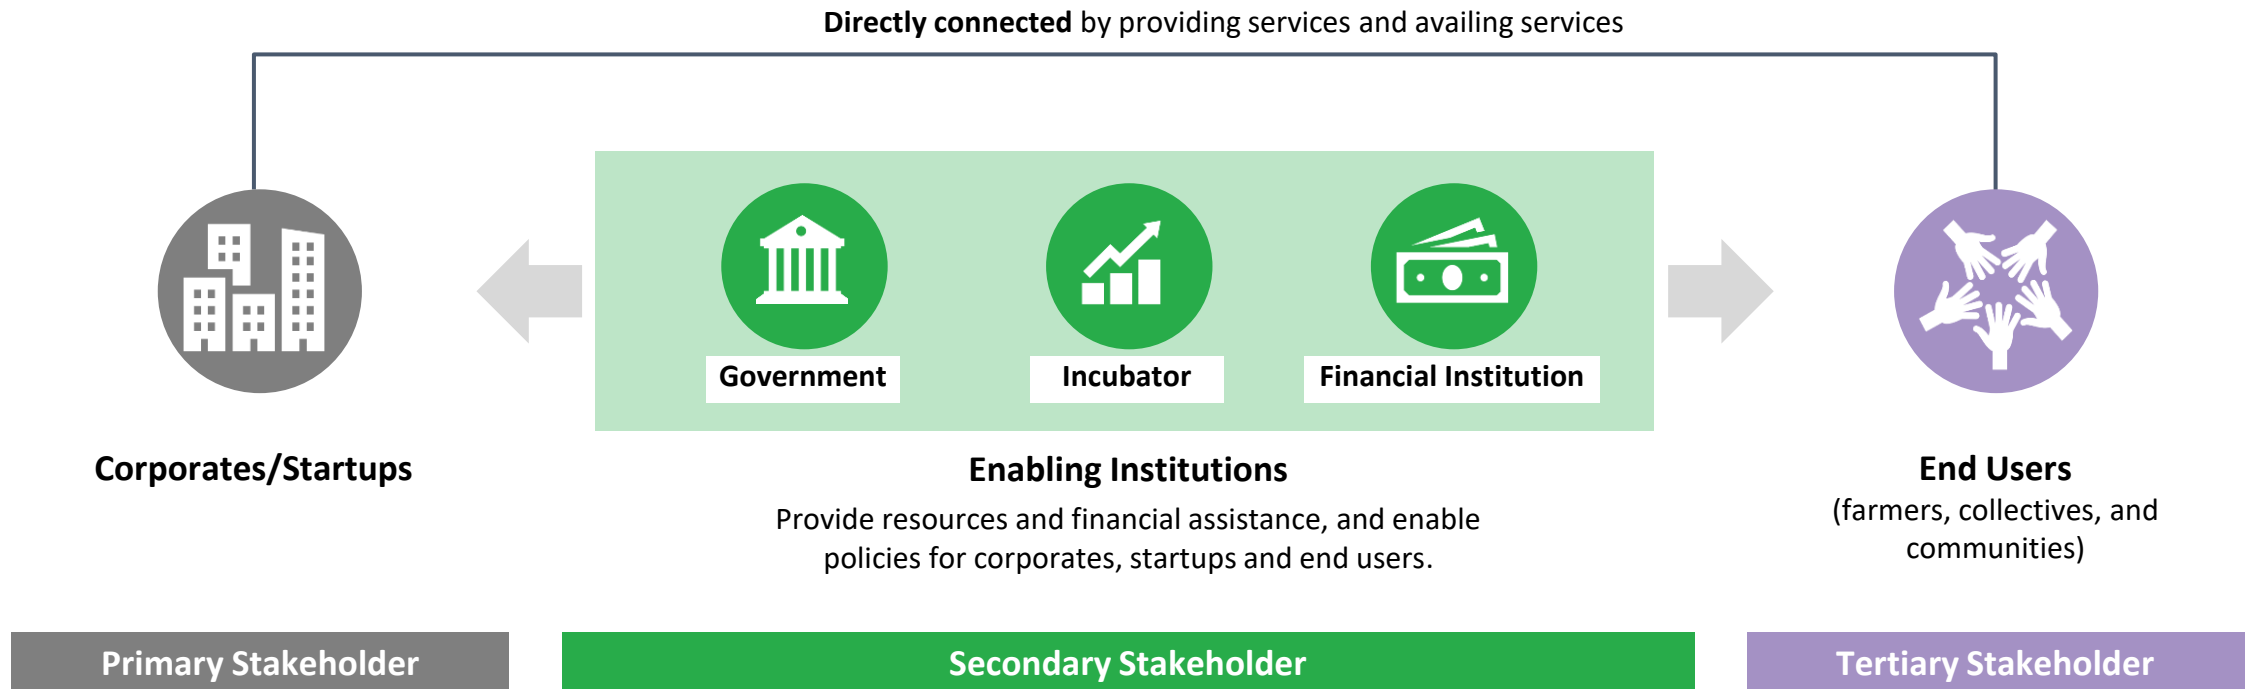 Directly connected by providing services and availing services
Government
Incubator
Financial Institution
Corporates/Startups
Enabling Institutions
Provide resources and financial assistance, and enable
policies for corporates, startups and end users.
End Users
(farmers, collectives, and
communities)
Primary Stakeholder
Secondary Stakeholder
Tertiary Stakeholder